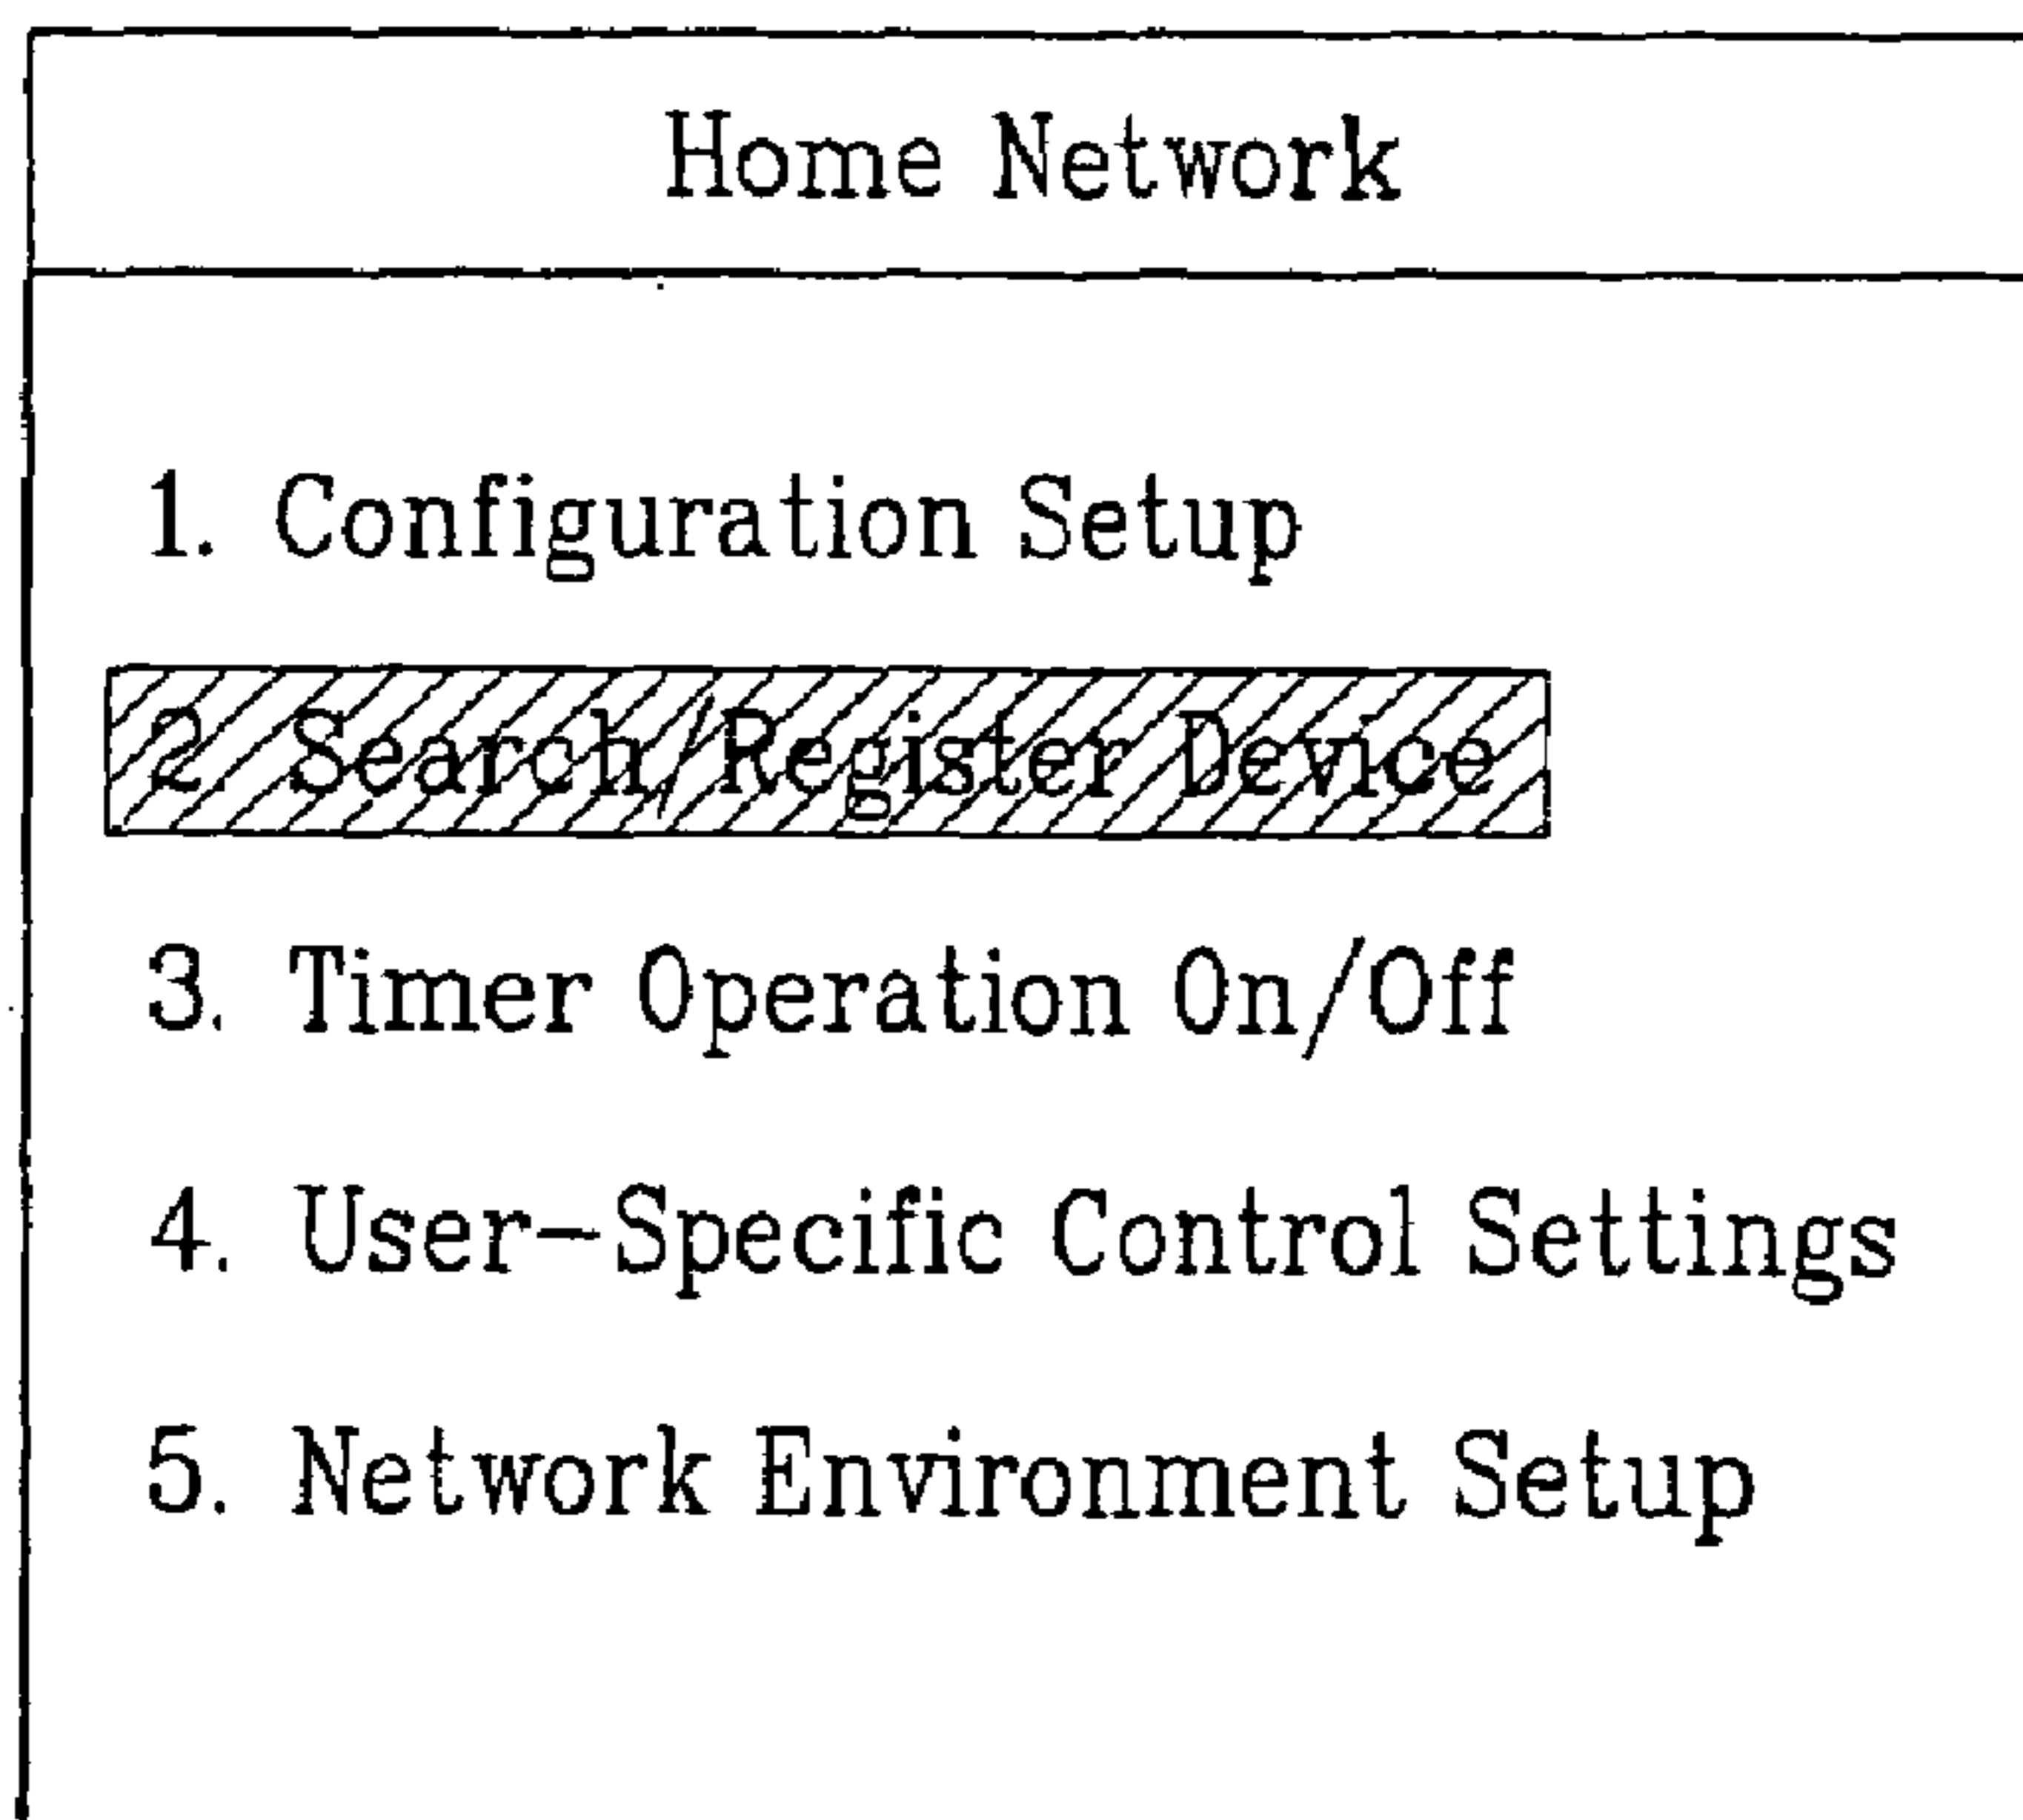 Home Network
1. Configuration Setup
2. Search/Register Device
3. Timer Operation On/Off
4. User-Specific Control Settings
5. Network Environment Setup